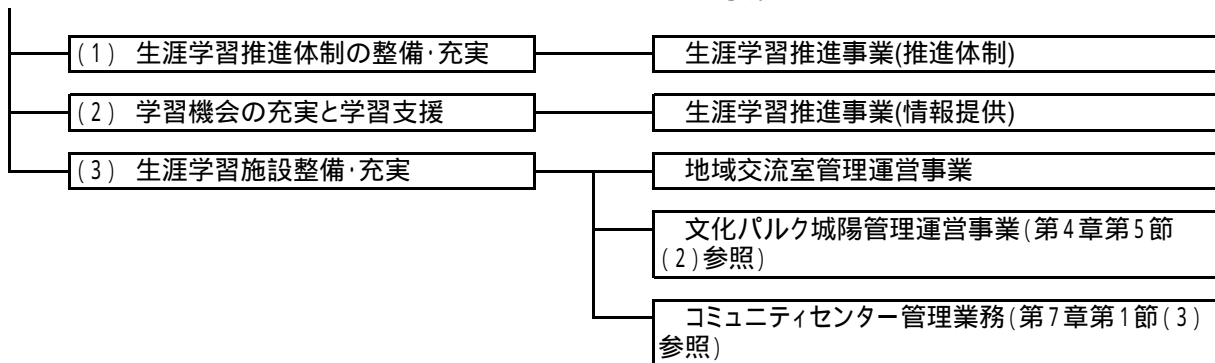 (1) 生涯学習推進体制の整備・充実
生涯学習推進事業(推進体制)
(2) 学習機会の充実と学習支援
生涯学習推進事業(情報提供)
(3) 生涯学習施設整備・充実
地域交流室管理運営事業
文化パルク城陽管理運営事業(第4章第5節
(2)参照)
コミュニティセンター管理業務(第7章第1節(3)
参照)